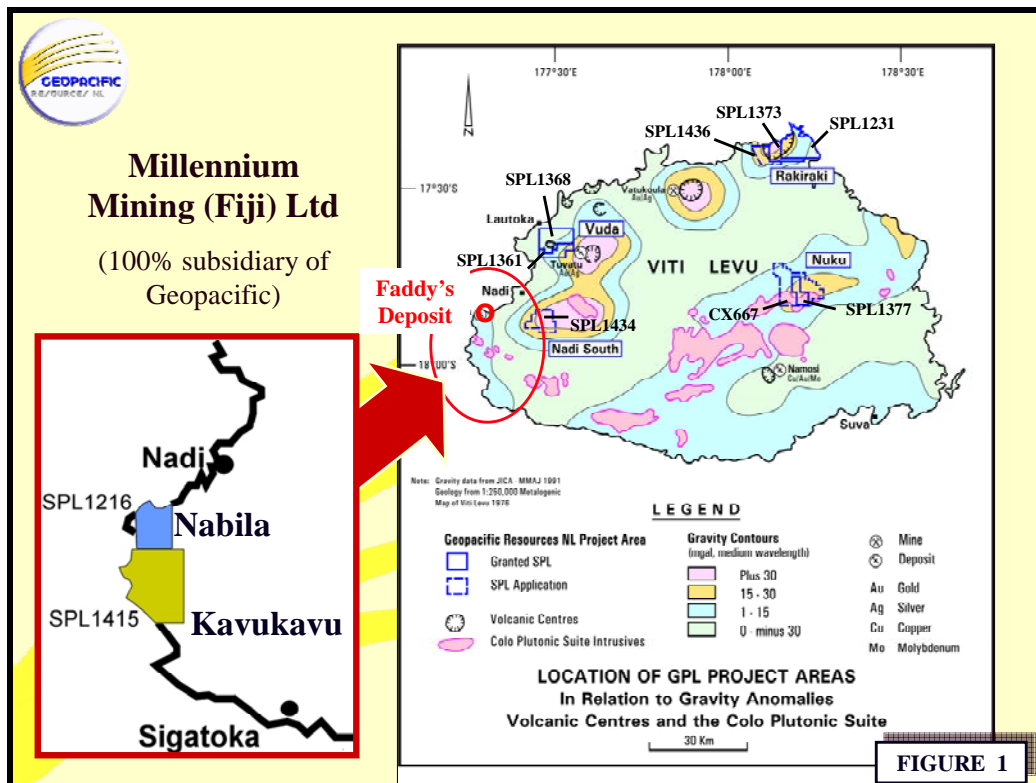 GEOPACIFIC
RESOURCES NL
Millennium
Mining (Fiji) Ltd
(100% subsidiary of
Geopacific)
Nadi
SPL1216
Nabila
SPL1415
Kavukavu
Sigatoka
177°30'E
178°00'E
178°30'E
N
SPL1373
SPL1436
SPL1231
Rakiraki
17°30'S
SPL1368
Vatukoula
Au/Ag
Lautoka
Vuda
SPL1361
Tuvatu
Au/Ag
VITI LEVU
Nuku
Nadi
Faddy's
Deposit
CX667
SPL1377
SPL1434
Nadi South
18°00'S
Namosi
Cu/Au/Mo
Suva
Note: Gravity data from JICA - MMAJ 1991
Geology from 1:250,000 Metalogenic
Map of Viti Levu 1976
LEGEND
Geopacific Resources NL Project Area
Granted SPL
SPL Application
Volcanic Centres
Colo Plutonic Suite Intrusives
Gravity Contours
(mgal, medium wavelength)
Plus 30
15 - 30
1 - 15
0 - minus 30
Mine
Deposit
Au Gold
Ag Silver
Cu Copper
Mo Molybdenum
LOCATION OF GPL PROJECT AREAS
In Relation to Gravity Anomalies
Volcanic Centres and the Colo Plutonic Suite
30 Km
FIGURE 1